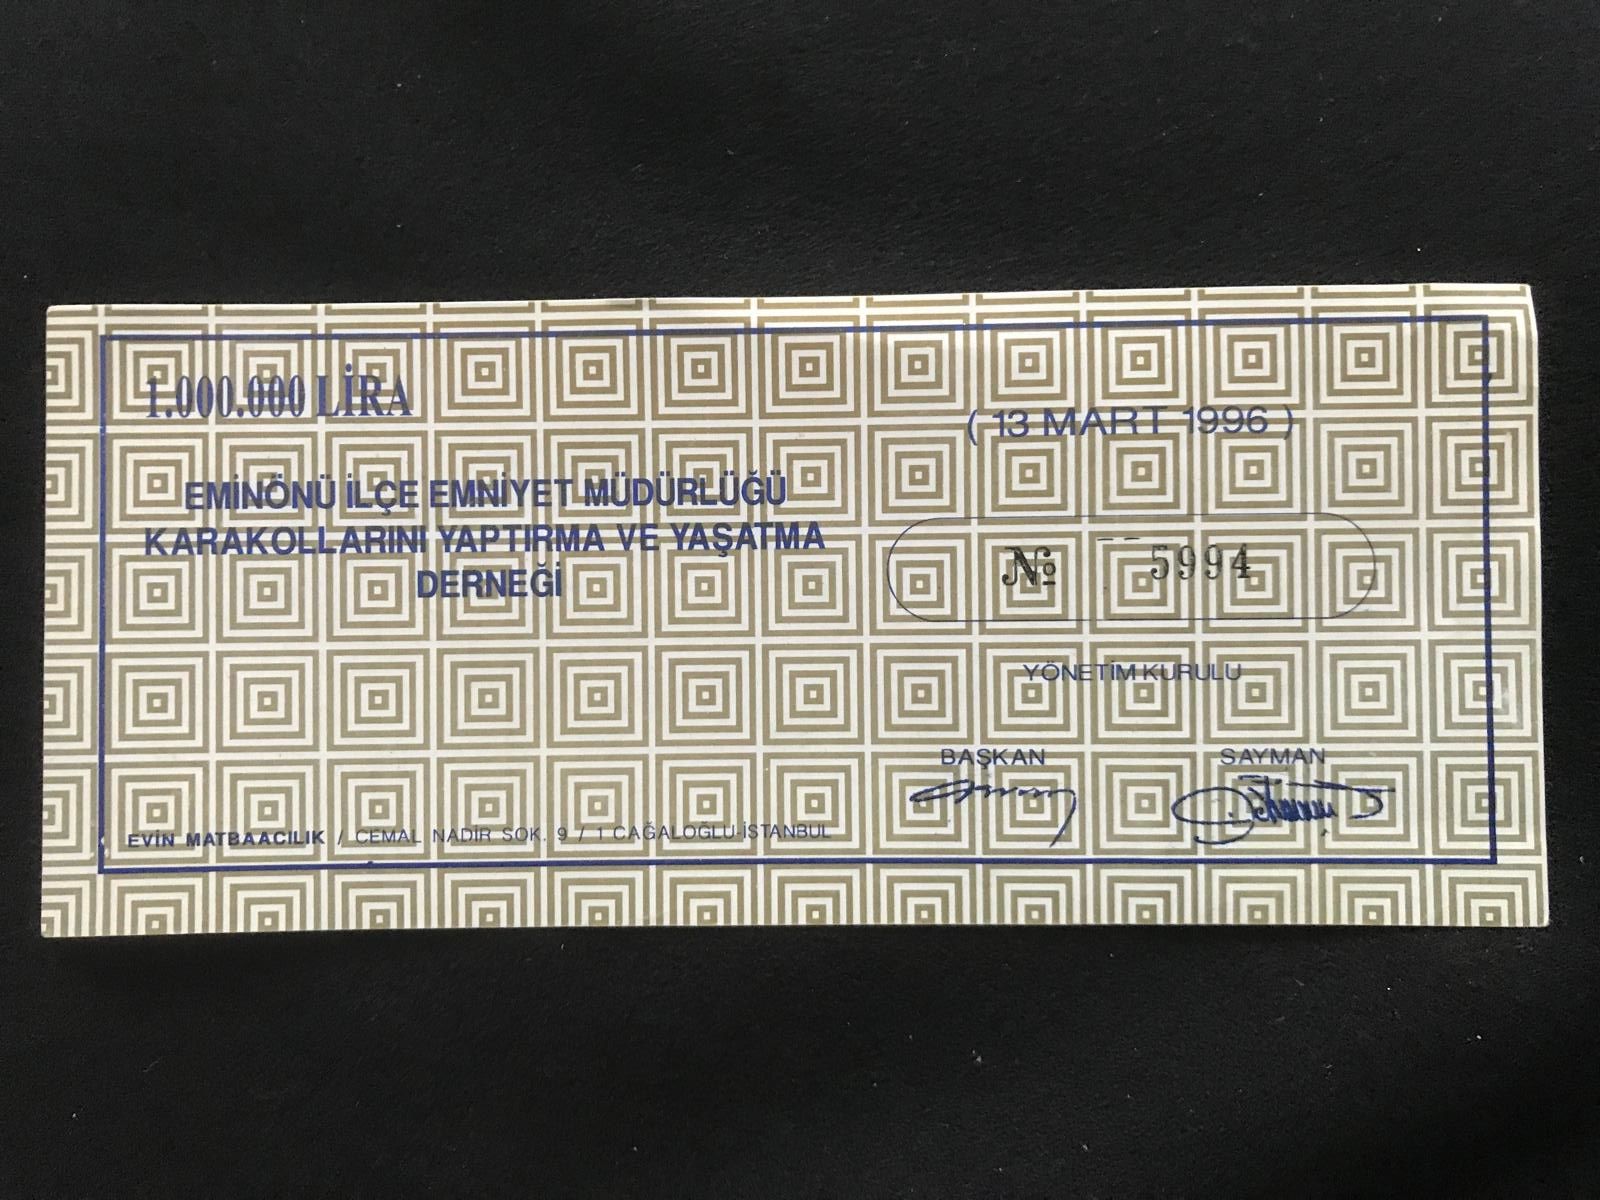 1.000.000 LİRA
( 13 MART 1996 )
EMİNÖNÜ İLÇE EMNİYET MÜDÜRLÜĞÜ
KARAKOLLARINI YAPTIRMA VE YAŞATMA
DERNEĞİ
№ 5994
YÖNETİM KURULU
BAŞKAN SAYMAN
EVİN MATBAACILIK / CEMAL NADİR SOK. 9 / 1 CAĞALOĞLU-İSTANBUL